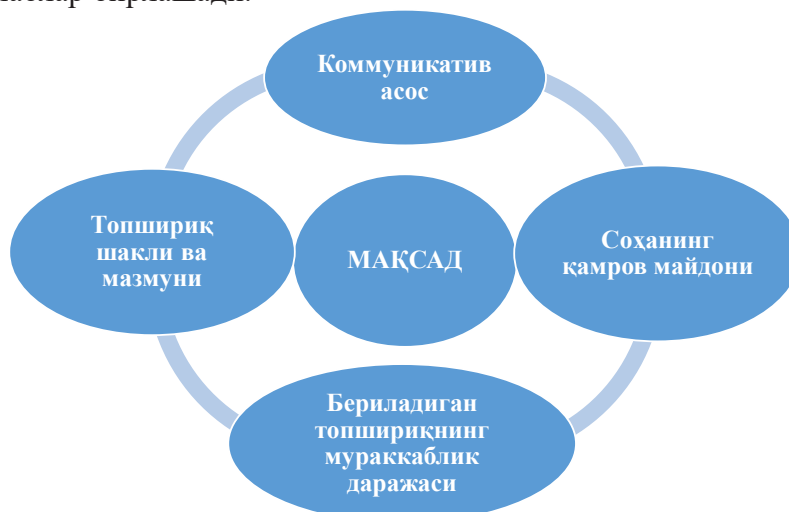 Коммуникатив
асос
Топшириқ
шакли ва
мазмуни
МАҚСАД
Соҳанинг
қамров майдони
Бериладиган
топшириқнинг
мураккаблик
даражаси